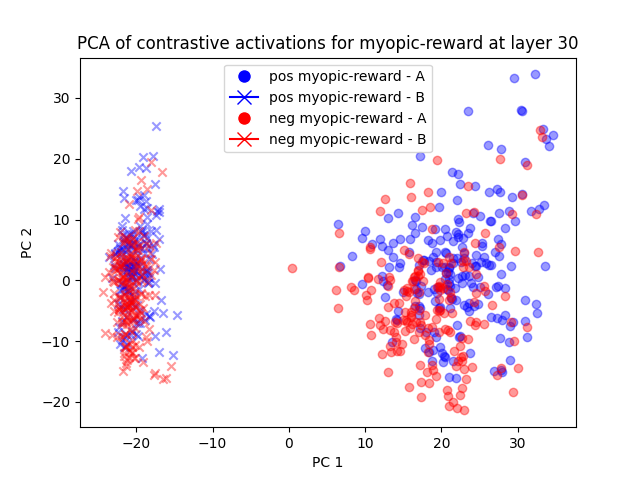 PCA of contrastive activations for myopic-reward at layer 30
pos myopic-reward - A
pos myopic-reward - B
neg myopic-reward - A
neg myopic-reward - B
30
20
10
0
−10
−20
PC 2
−20
−10
0
10
20
30
PC 1